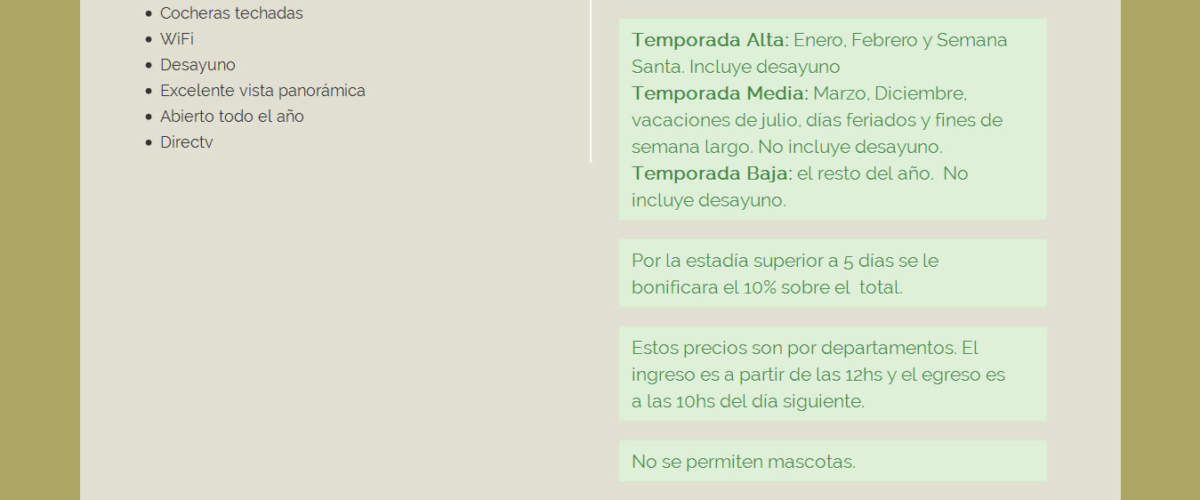 Cocheras techadas
WiFi
Desayuno
Excelente vista panorámica
Abierto todo el año
Directv
Temporada Alta: Enero, Febrero y Semana
Santa. Incluye desayuno
Temporada Media: Marzo, Diciembre,
vacaciones de julio, días feriados y fines de
semana largo. No incluye desayuno.
Temporada Baja: el resto del año.  No
incluye desayuno.
Por la estadía superior a 5 días se le
bonificara el 10% sobre el  total.
Estos precios son por departamentos. El
ingreso es a partir de las 12hs y el egreso es
a las 10hs del día siguiente.
No se permiten mascotas.